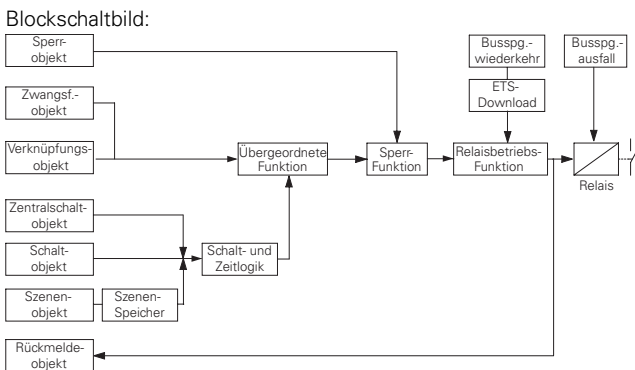 Blockschaltbild:
Sperr-
objekt
Busspg.-
wiederkehr
Busspg.-
ausfall
Zwangsf.-
objekt
ETS-
Download
Verknüpfungs-
objekt
Übergeordnete
Funktion
Sperr-
Funktion
Relaisbetriebs-
Funktion
Relais
Zentralschalt-
objekt
Schalt-
objekt
Schalt- und
Zeitlogik
Szenen-
objekt
Szenen-
Speicher
Rückmelde-
objekt